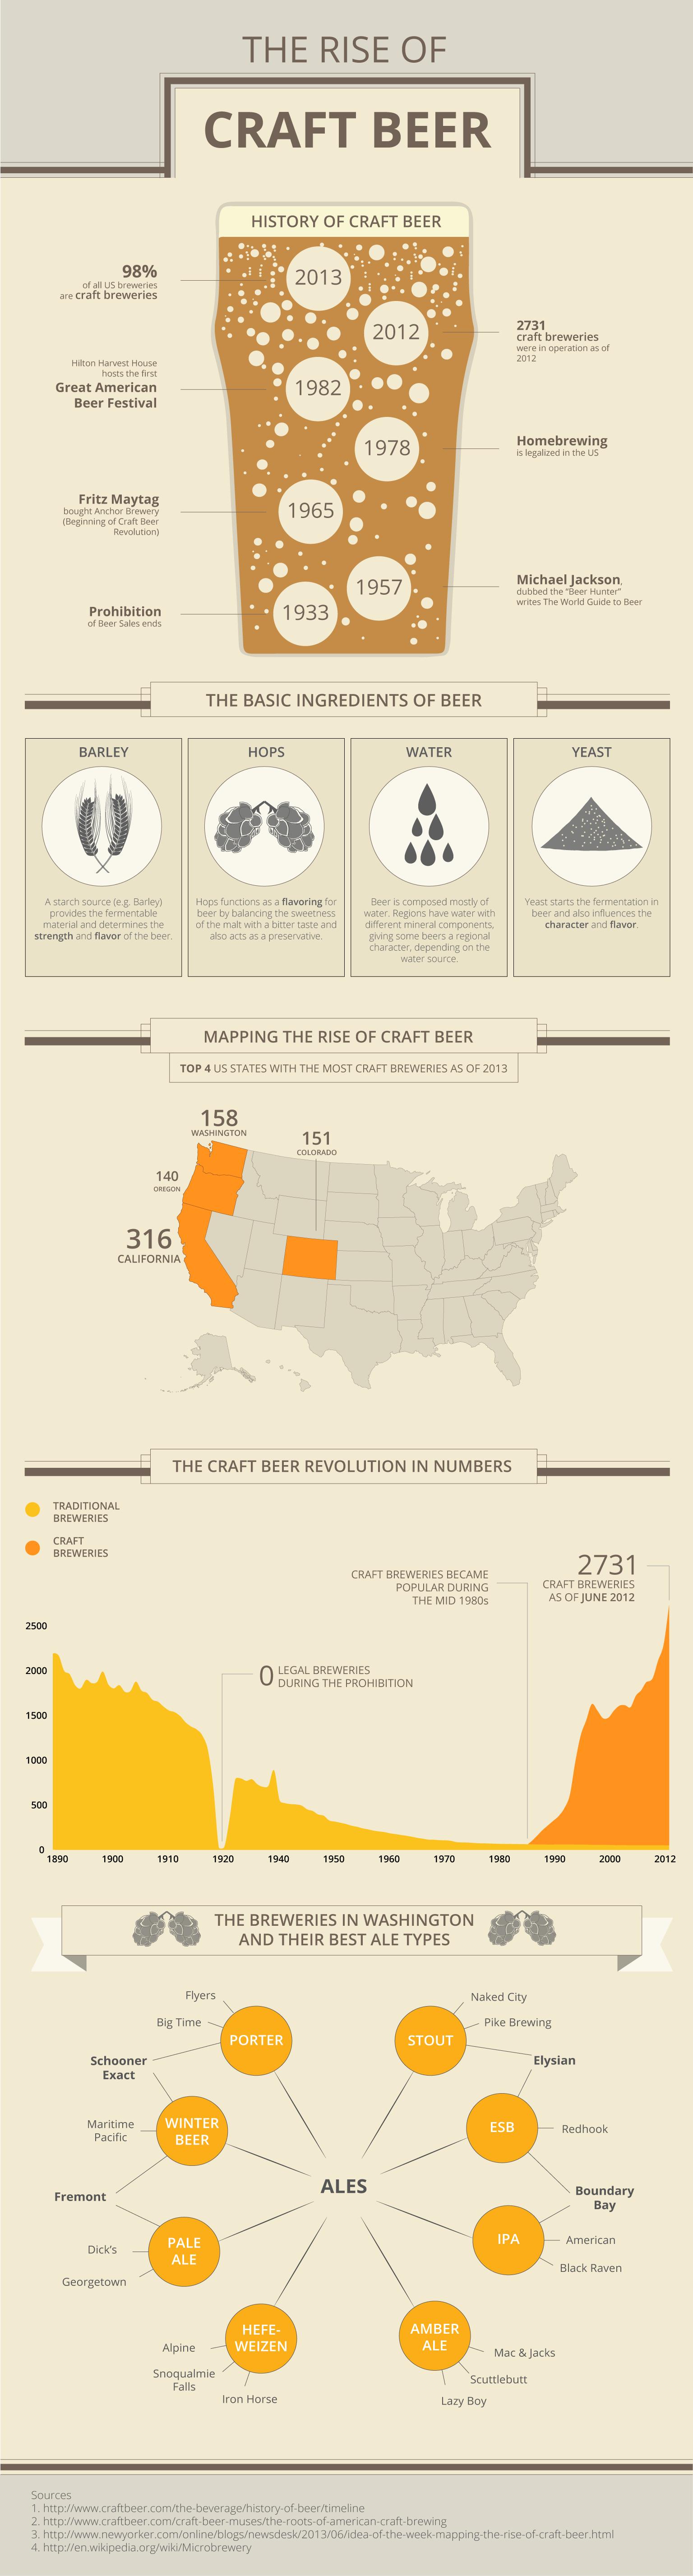 THE RISE OF
CRAFT BEER
HISTORY OF CRAFT BEER
2013
98%
of all US breweries
are craft breweries
2012
2731
craft breweries
were in operation as of
2012
1982
Hilton Harvest House
hosts the first
Great American
Beer Festival
1978
Homebrewing
is legalized in the US
1965
Fritz Maytag
bought Anchor Brewery
(Beginning of Craft Beer
Revolution)
1957
Michael Jackson,
dubbed the “Beer Hunter”
writes The World Guide to Beer
1933
Prohibition
of Beer Sales ends
THE BASIC INGREDIENTS OF BEER
BARLEY
A starch source (e.g. Barley)
provides the fermentable
material and determines the
strength and flavor of the beer.
HOPS
Hops functions as a flavoring for
beer by balancing the sweetness
of the malt with a bitter taste and
also acts as a preservative.
WATER
Beer is composed mostly of
water. Regions have water with
different mineral components,
giving some beers a regional
character, depending on the
water source.
YEAST
Yeast starts the fermentation in
beer and also influences the
character and flavor.
MAPPING THE RISE OF CRAFT BEER
TOP 4 US STATES WITH THE MOST CRAFT BREWERIES AS OF 2013
158
WASHINGTON
151
COLORADO
140
OREGON
316
CALIFORNIA
THE CRAFT BEER REVOLUTION IN NUMBERS
TRADITIONAL
BREWERIES
CRAFT
BREWERIES
CRAFT BREWERIES BECAME
POPULAR DURING
THE MID 1980s
2731
CRAFT BREWERIES
AS OF JUNE 2012
0 LEGAL BREWERIES
DURING THE PROHIBITION
2500
2000
1500
1000
500
0
1890 1900 1910 1920 1940 1950 1960 1970 1980 1990 2000 2012
THE BREWERIES IN WASHINGTON
AND THEIR BEST ALE TYPES
ALES
PORTER
Flyers
Big Time
Schooner
Exact
WINTER
BEER
Maritime
Pacific
Fremont
PALE
ALE
Dick's
Georgetown
HEFE-
WEIZEN
Alpine
Snoqualmie
Falls
Iron Horse
STOUT
Naked City
Pike Brewing
Elysian
ESB
Redhook
Boundary
Bay
IPA
American
Black Raven
AMBER
ALE
Mac & Jacks
Scuttlebutt
Lazy Boy
Sources
1. http://www.craftbeer.com/the-beverage/history-of-beer/timeline
2. http://www.craftbeer.com/craft-beer-muses/the-roots-of-american-craft-brewing
3. http://www.newyorker.com/online/blogs/newsdesk/2013/06/idea-of-the-week-mapping-the-rise-of-craft-beer.html
4. http://en.wikipedia.org/wiki/Microbrewery